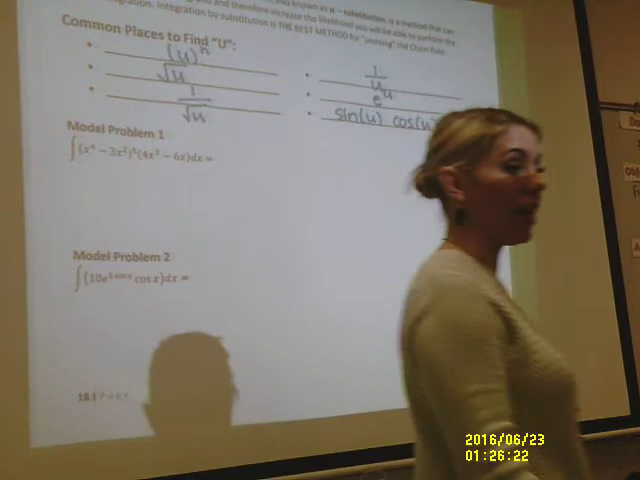 also known as u – substitution, is a method that can
and therefore increase the likelihood you will be able to perform the
integration. Integration by substitution is THE BEST METHOD for "undoing" the Chain Rule.
Common Places to Find "U":
• (u)ⁿ
• √u
• 1/√u
• 1/u
• eᵘ
• sin(u) cos(u)
Model Problem 1
∫(x⁴ − 3x²)⁵(4x³ − 6x)dx =
Model Problem 2
∫(10e^{5 sin x} cos x)dx =
18 | Page
2016/06/23
01:26:22